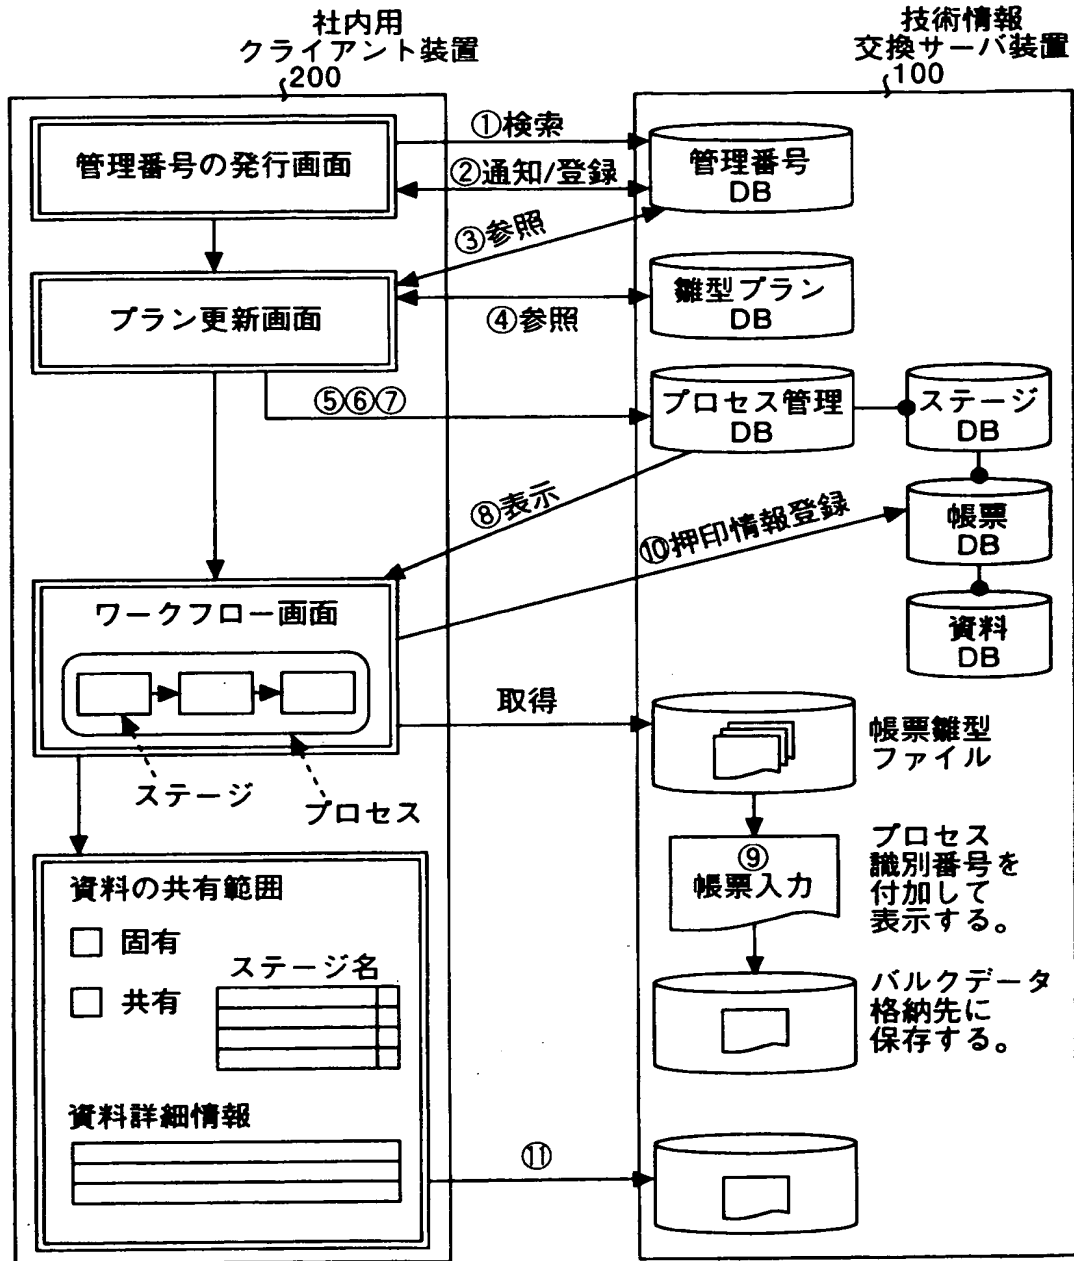 社内用
クライアント装置
200
技術情報
交換サーバ装置
100
管理番号の発行画面
①検索
②通知/登録
管理番号
DB
③参照
プラン更新画面
④参照
雛型プラン
DB
⑤⑥⑦
プロセス管理
DB
ステージ
DB
⑧表示
⑩押印情報登録
帳票
DB
資料
DB
ワークフロー画面
ステージ
プロセス
取得
帳票雛型
ファイル
⑨
帳票入力
プロセス
識別番号を
付加して
表示する。
資料の共有範囲
固有
共有
ステージ名
バルクデータ
格納先に
保存する。
資料詳細情報
⑪